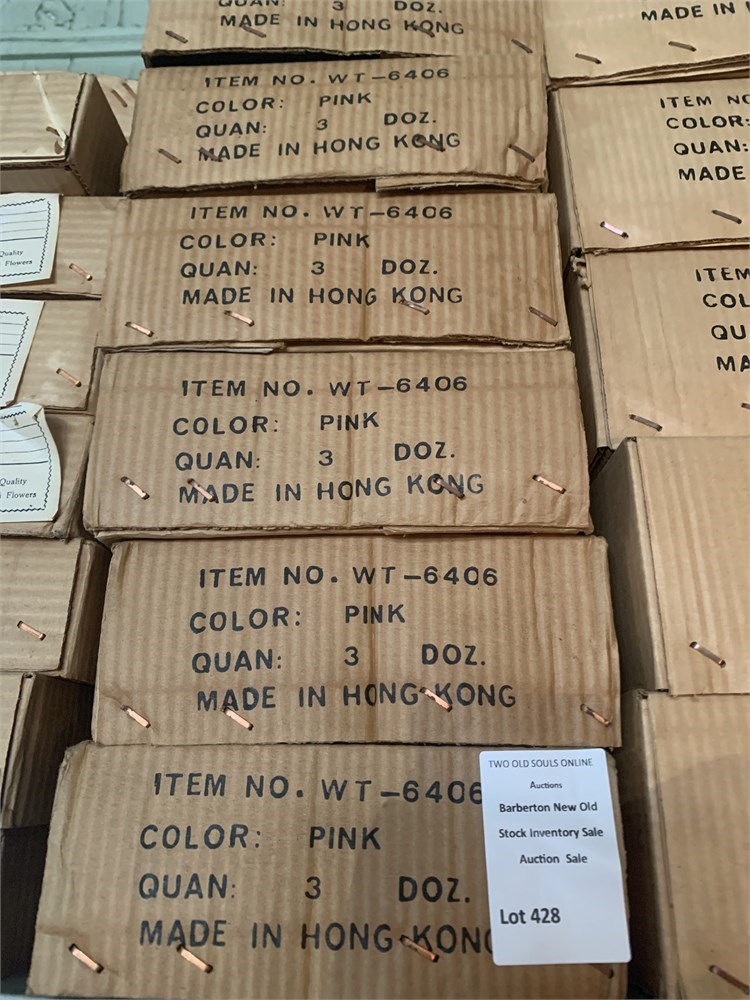 QUAN: 3 DOZ.
MADE IN HONG KONG
ITEM NO. WT-6406
COLOR: PINK
QUAN: 3 DOZ.
MADE IN HONG KONG
ITEM NO. WT-6406
COLOR: PINK
QUAN: 3 DOZ.
MADE IN HONG KONG
ITEM NO. WT-6406
COLOR: PINK
QUAN: 3 DOZ.
MADE IN HONG KONG
ITEM NO. WT-6406
COLOR: PINK
QUAN: 3 DOZ.
MADE IN HONG KONG
ITEM NO. WT-6406
COLOR: PINK
QUAN: 3 DOZ.
MADE IN HONG KONG
TWO OLD SOULS ONLINE
Auctions
Barberton New Old
Stock Inventory Sale
Auction Sale
Lot 428
MADE IN
ITEM NO
COLOR:
QUAN:
MADE
ITEM
COL
QU
MA
Quality
Flowers
Quality
Flowers